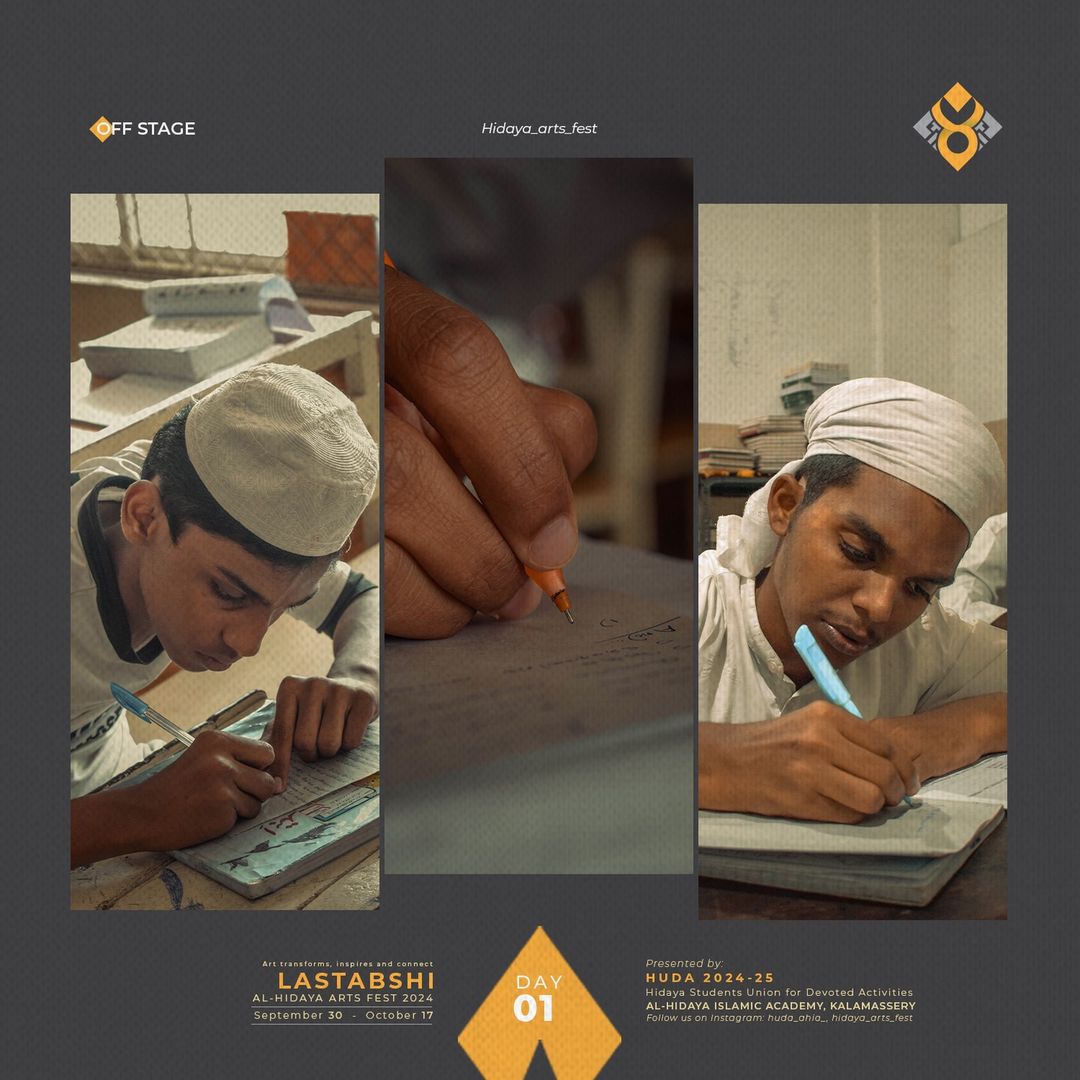 OFF STAGE
Hidaya_arts_fest
Art transforms, inspires and connect
LASTABSHI
AL-HIDAYA ARTS FEST 2024
September 30 - October 17
DAY
01
Presented by:
HUDA 2024-25
Hidaya Students Union for Devoted Activities
AL-HIDAYA ISLAMIC ACADEMY, KALAMASSERY
Follow us on Instagram: huda_ahia_, hidaya_arts_fest